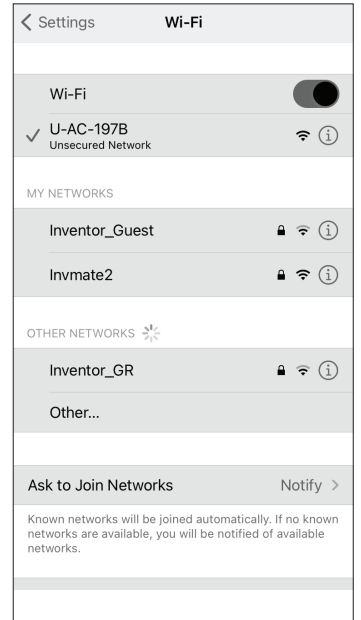 Settings Wi-Fi
Wi-Fi
U-AC-197B
Unsecured Network
MY NETWORKS
Inventor_Guest
Invmate2
OTHER NETWORKS
Inventor_GR
Other...
Ask to Join Networks Notify
Known networks will be joined automatically. If no known
networks are available, you will be notified of available
networks.